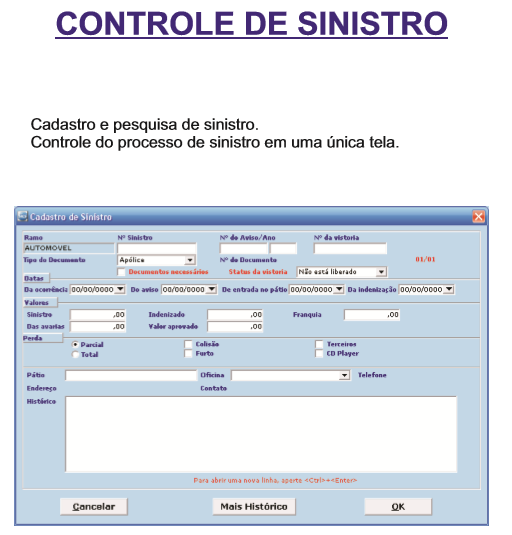 CONTROLE DE SINISTRO
Cadastro e pesquisa de sinistro.
Controle do processo de sinistro em uma única tela.
Cadastro de Sinistro
Ramo Nº Sinistro Nº do Aviso/Ano Nº da vistoria
AUTOMOVEL
Tipo do Documento Apólice Nº do Documento 01/01
Documentos necessários Status da vistoria Não está liberado
Datas
Da ocorrência 00/00/0000 Do aviso 00/00/0000 De entrada no pátio 00/00/0000 Da indenização 00/00/0000
Valores
Sinistro ,00 Indenizado ,00 Franquia ,00
Das avarias ,00 Valor aprovado ,00
Perda
Parcial Colisão Terceiros
Total Furto CD Player
Pátio Oficina Telefone
Endereço Contato
Histórico
Para abrir uma nova linha, aperte <Ctrl>+<Enter>
Cancelar Mais Histórico OK